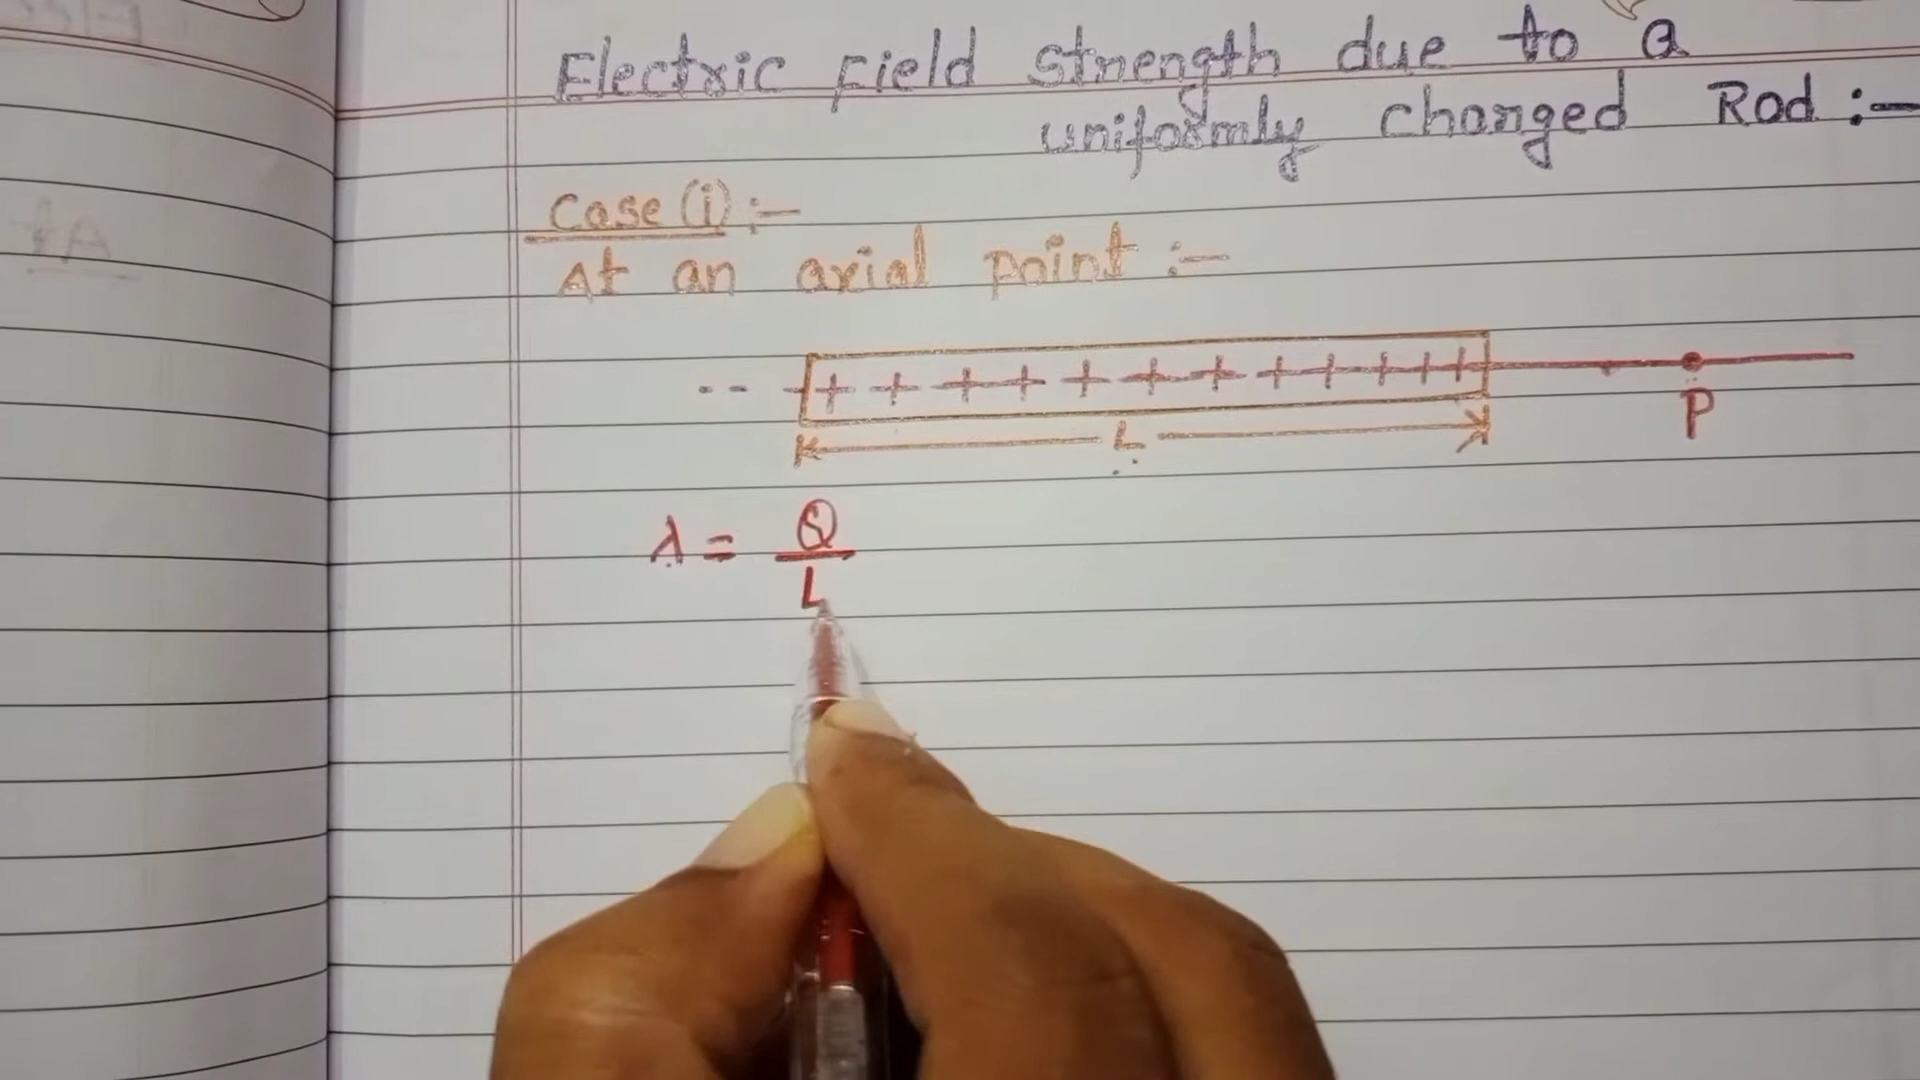 Electric Field Strength due to a
uniformly charged Rod :-
Case (i) :-
At an axial point :-
-- + + + + + + + + + + + +
P
L
λ = Q/L